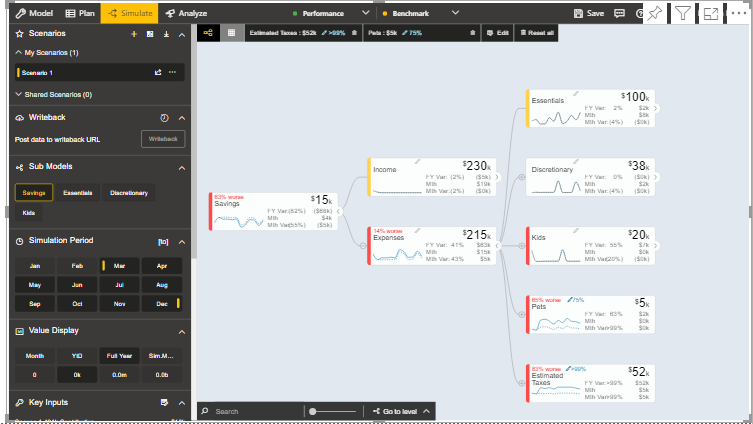 Model Plan Simulate Analyze Performance Benchmark Save
Scenarios
My Scenarios (1)
Scenario 1
Shared Scenarios (0)
Writeback
Post data to writeback URL Writeback
Sub Models
Savings Essentials Discretionary
Kids
Simulation Period [to]
Jan Feb Mar Apr
May Jun Jul Aug
Sep Oct Nov Dec
Value Display
Month YTD Full Year Sim.M...
0 0k 0.0m 0.0b
Key Inputs
Estimated Taxes : $52k >99% Pets : $5k 75% Edit Reset all
83% worse
Savings $15k
FY Var:(82%) ($68k)
Mth $4k
Mth Var(55%) ($5k)
Income $230k
FY Var: (2%) ($5k)
Mth $19k
Mth Var:(2%) ($0k)
14% worse
Expenses $215k
FY Var: 41% $63k
Mth $15k
Mth Var: 43% $5k
Essentials $100k
FY Var: 2% $2k
Mth $8k
Mth Var:(4%) ($0k)
Discretionary $38k
FY Var: 0% ($0k)
Mth $2k
Mth Var:(4%) ($0k)
Kids $20k
FY Var: 55% $7k
Mth $0k
Mth Var(20%) ($0k)
65% worse 75%
Pets $5k
FY Var: 63% $2k
Mth $0k
Mth Var>99% $0k
83% worse >99%
Estimated
Taxes $52k
FY Var:>99% $52k
Mth $5k
Mth Var>99% $5k
Search Go to level